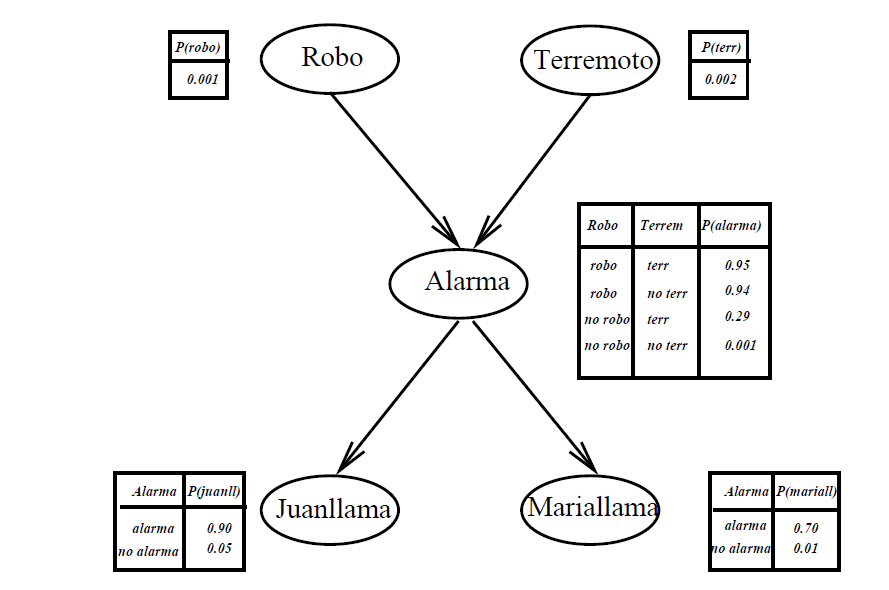 P(robo)
0.001
Robo
Terremoto
P(terr)
0.002
Robo Terrem P(alarma)
robo terr 0.95
robo no terr 0.94
no robo terr 0.29
no robo no terr 0.001
Alarma
Alarma P(juanll)
alarma 0.90
no alarma 0.05
Juanllama
Mariallama
Alarma P(mariall)
alarma 0.70
no alarma 0.01